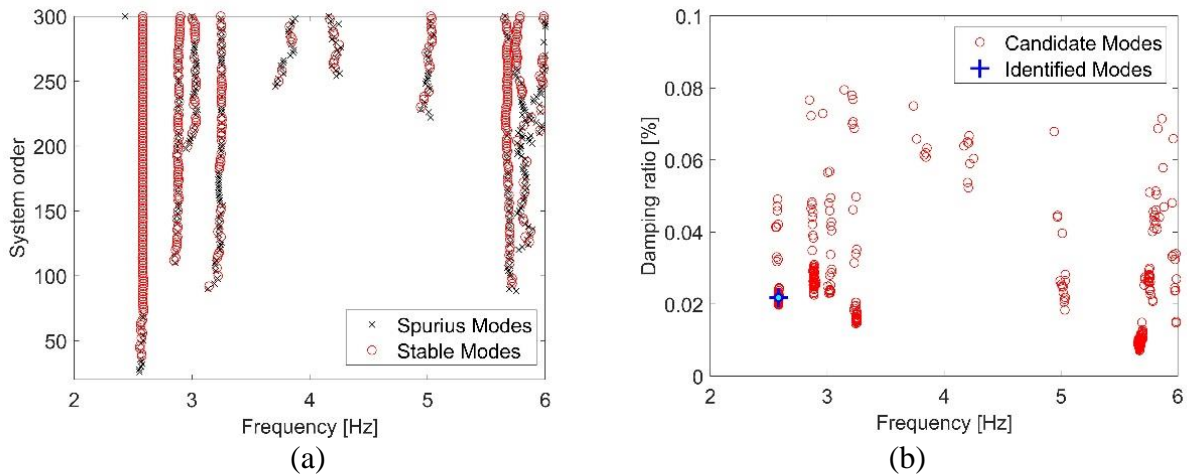 300
250
200
150
100
50
System order
2
3
4
5
6
Frequency [Hz]
Spurius Modes
Stable Modes
(a)
0.1
0.08
0.06
0.04
0.02
0
Damping ratio [%]
2
3
4
5
6
Frequency [Hz]
Candidate Modes
Identified Modes
(b)